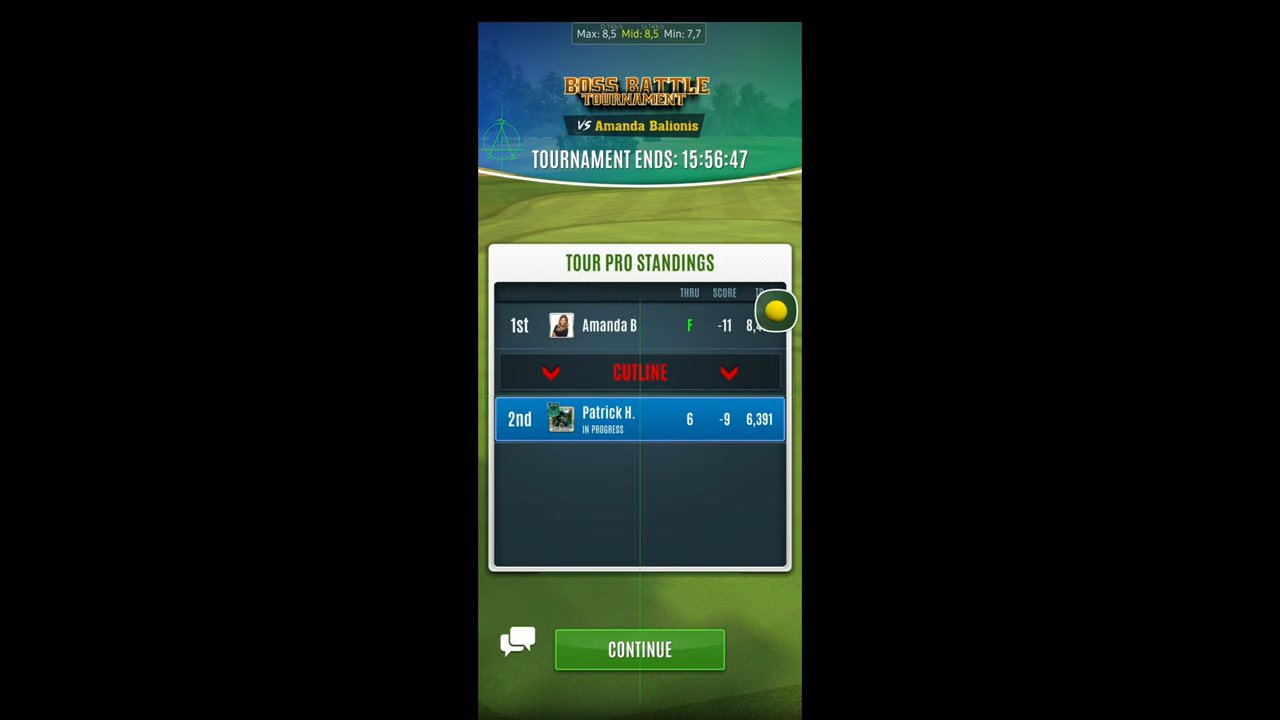 Max: 8,5 Mid: 8,5 Min: 7,7
BOSS BATTLE
TOURNAMENT
VS Amanda Balionis
TOURNAMENT ENDS: 15:56:47
TOUR PRO STANDINGS
THRU SCORE
1st Amanda B F -11
CUTLINE
2nd Patrick H. 6 -9 6,391
IN PROGRESS
CONTINUE